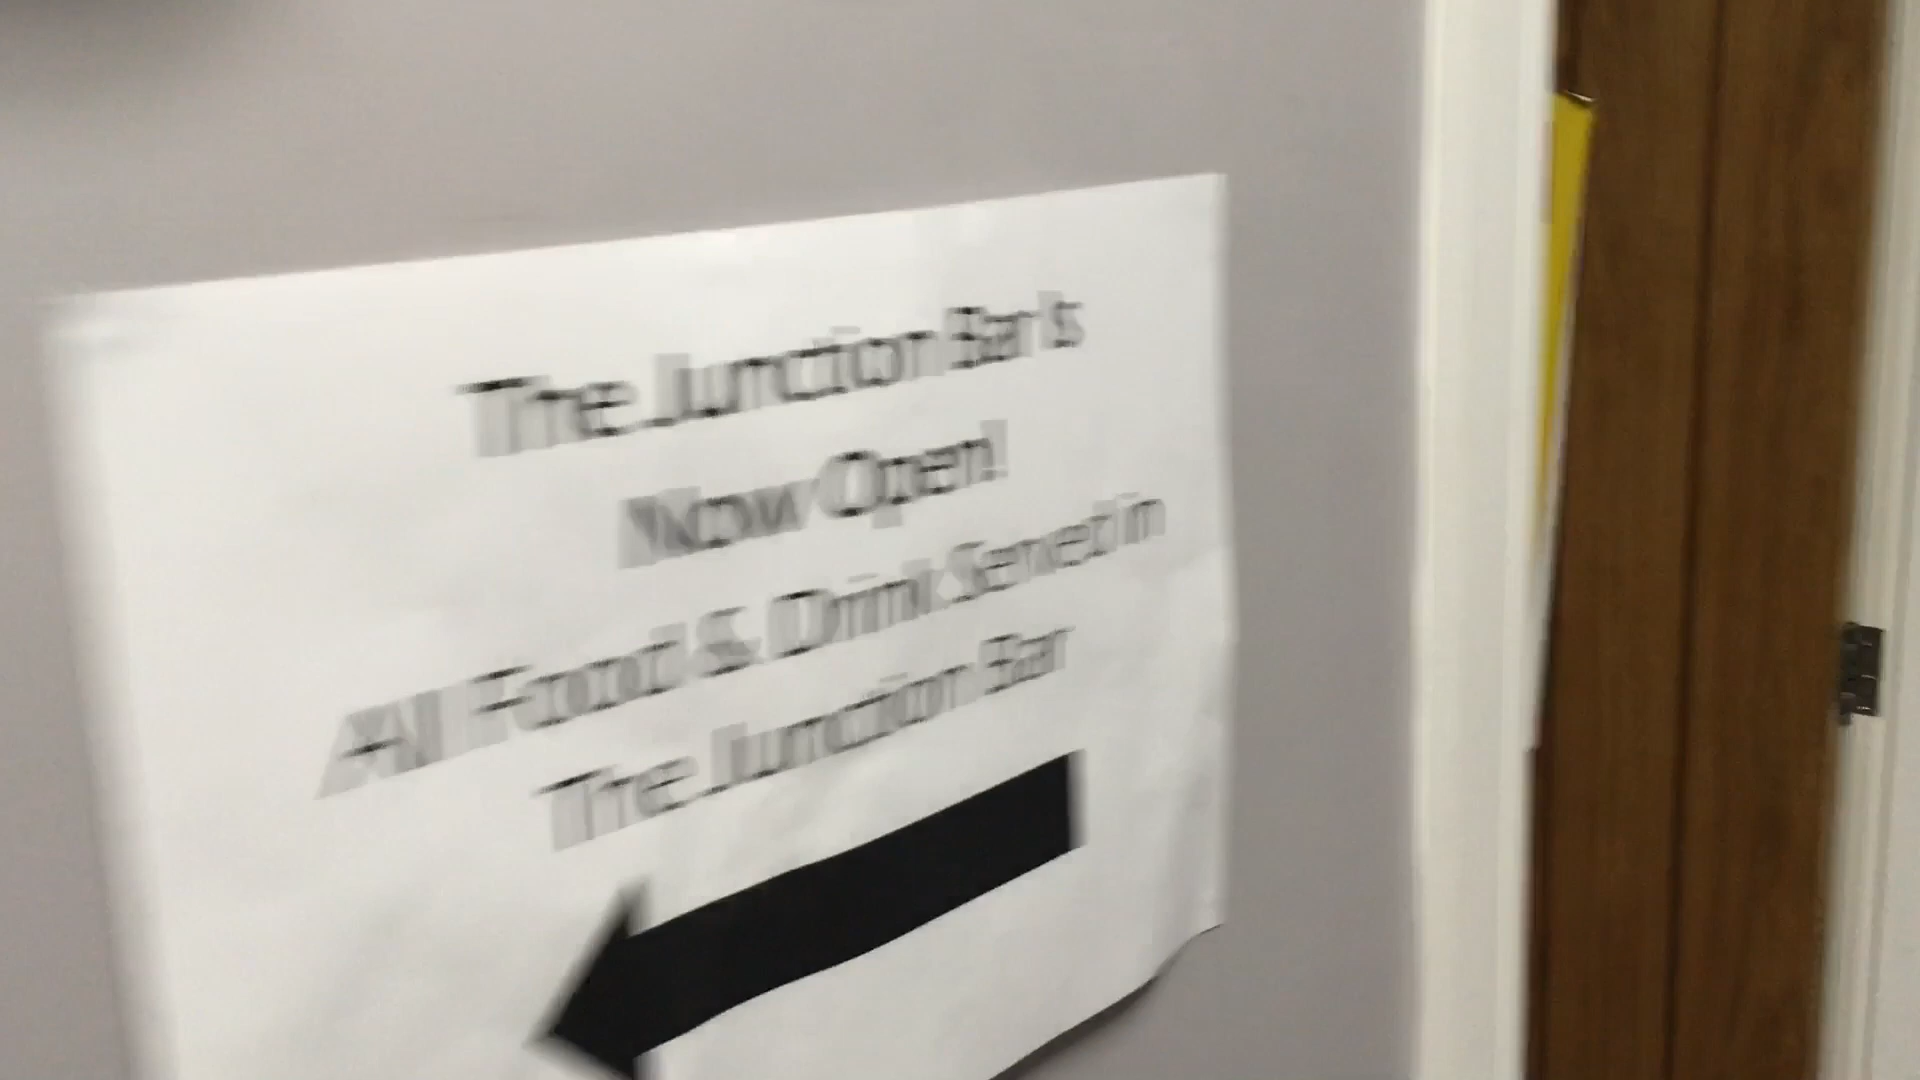 The Junction Bar Is
Now Open!
All Food & Drink Served in
The Junction Bar